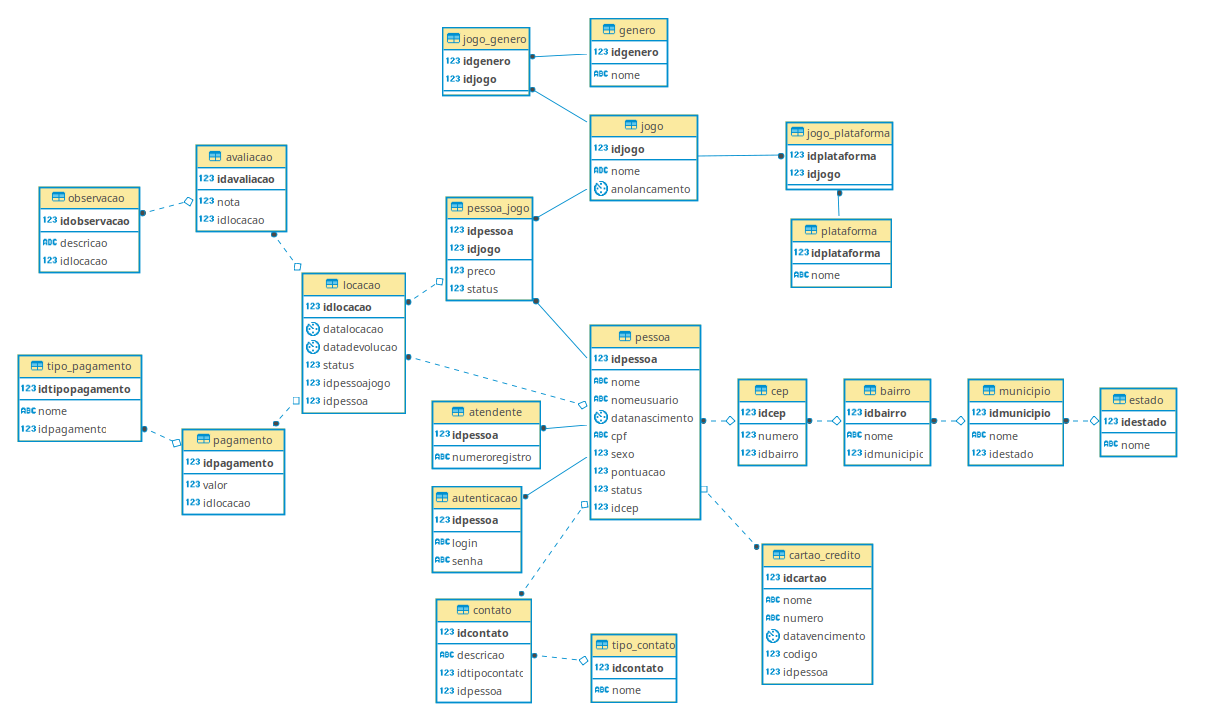 jogo_genero
123 idgenero
123 idjogo
genero
123 idgenero
ABC nome
jogo
123 idjogo
ABC nome
anolancamento
jogo_plataforma
123 idplataforma
123 idjogo
plataforma
123 idplataforma
ABC nome
avaliacao
123 idavaliacao
123 nota
123 idlocacao
observacao
123 idobservacao
ABC descricao
123 idlocacao
pessoa_jogo
123 idpessoa
123 idjogo
123 preco
123 status
locacao
123 idlocacao
datalocacao
datadevolucao
123 status
123 idpessoajogo
123 idpessoa
tipo_pagamento
123 idtipopagamento
ABC nome
123 idpagamento
pagamento
123 idpagamento
123 valor
123 idlocacao
pessoa
123 idpessoa
ABC nome
ABC nomeusuario
datanascimento
ABC cpf
123 sexo
123 pontuacao
123 status
123 idcep
atendente
123 idpessoa
ABC numeroregistro
autenticacao
123 idpessoa
ABC login
ABC senha
cep
123 idcep
123 numero
123 idbairro
bairro
123 idbairro
ABC nome
123 idmunicipic
municipio
123 idmunicipio
ABC nome
123 idestado
estado
123 idestado
ABC nome
cartao_credito
123 idcartao
ABC nome
ABC numero
datavencimento
123 codigo
123 idpessoa
contato
123 idcontato
ABC descricao
123 idtipocontatc
123 idpessoa
tipo_contato
123 idcontato
ABC nome